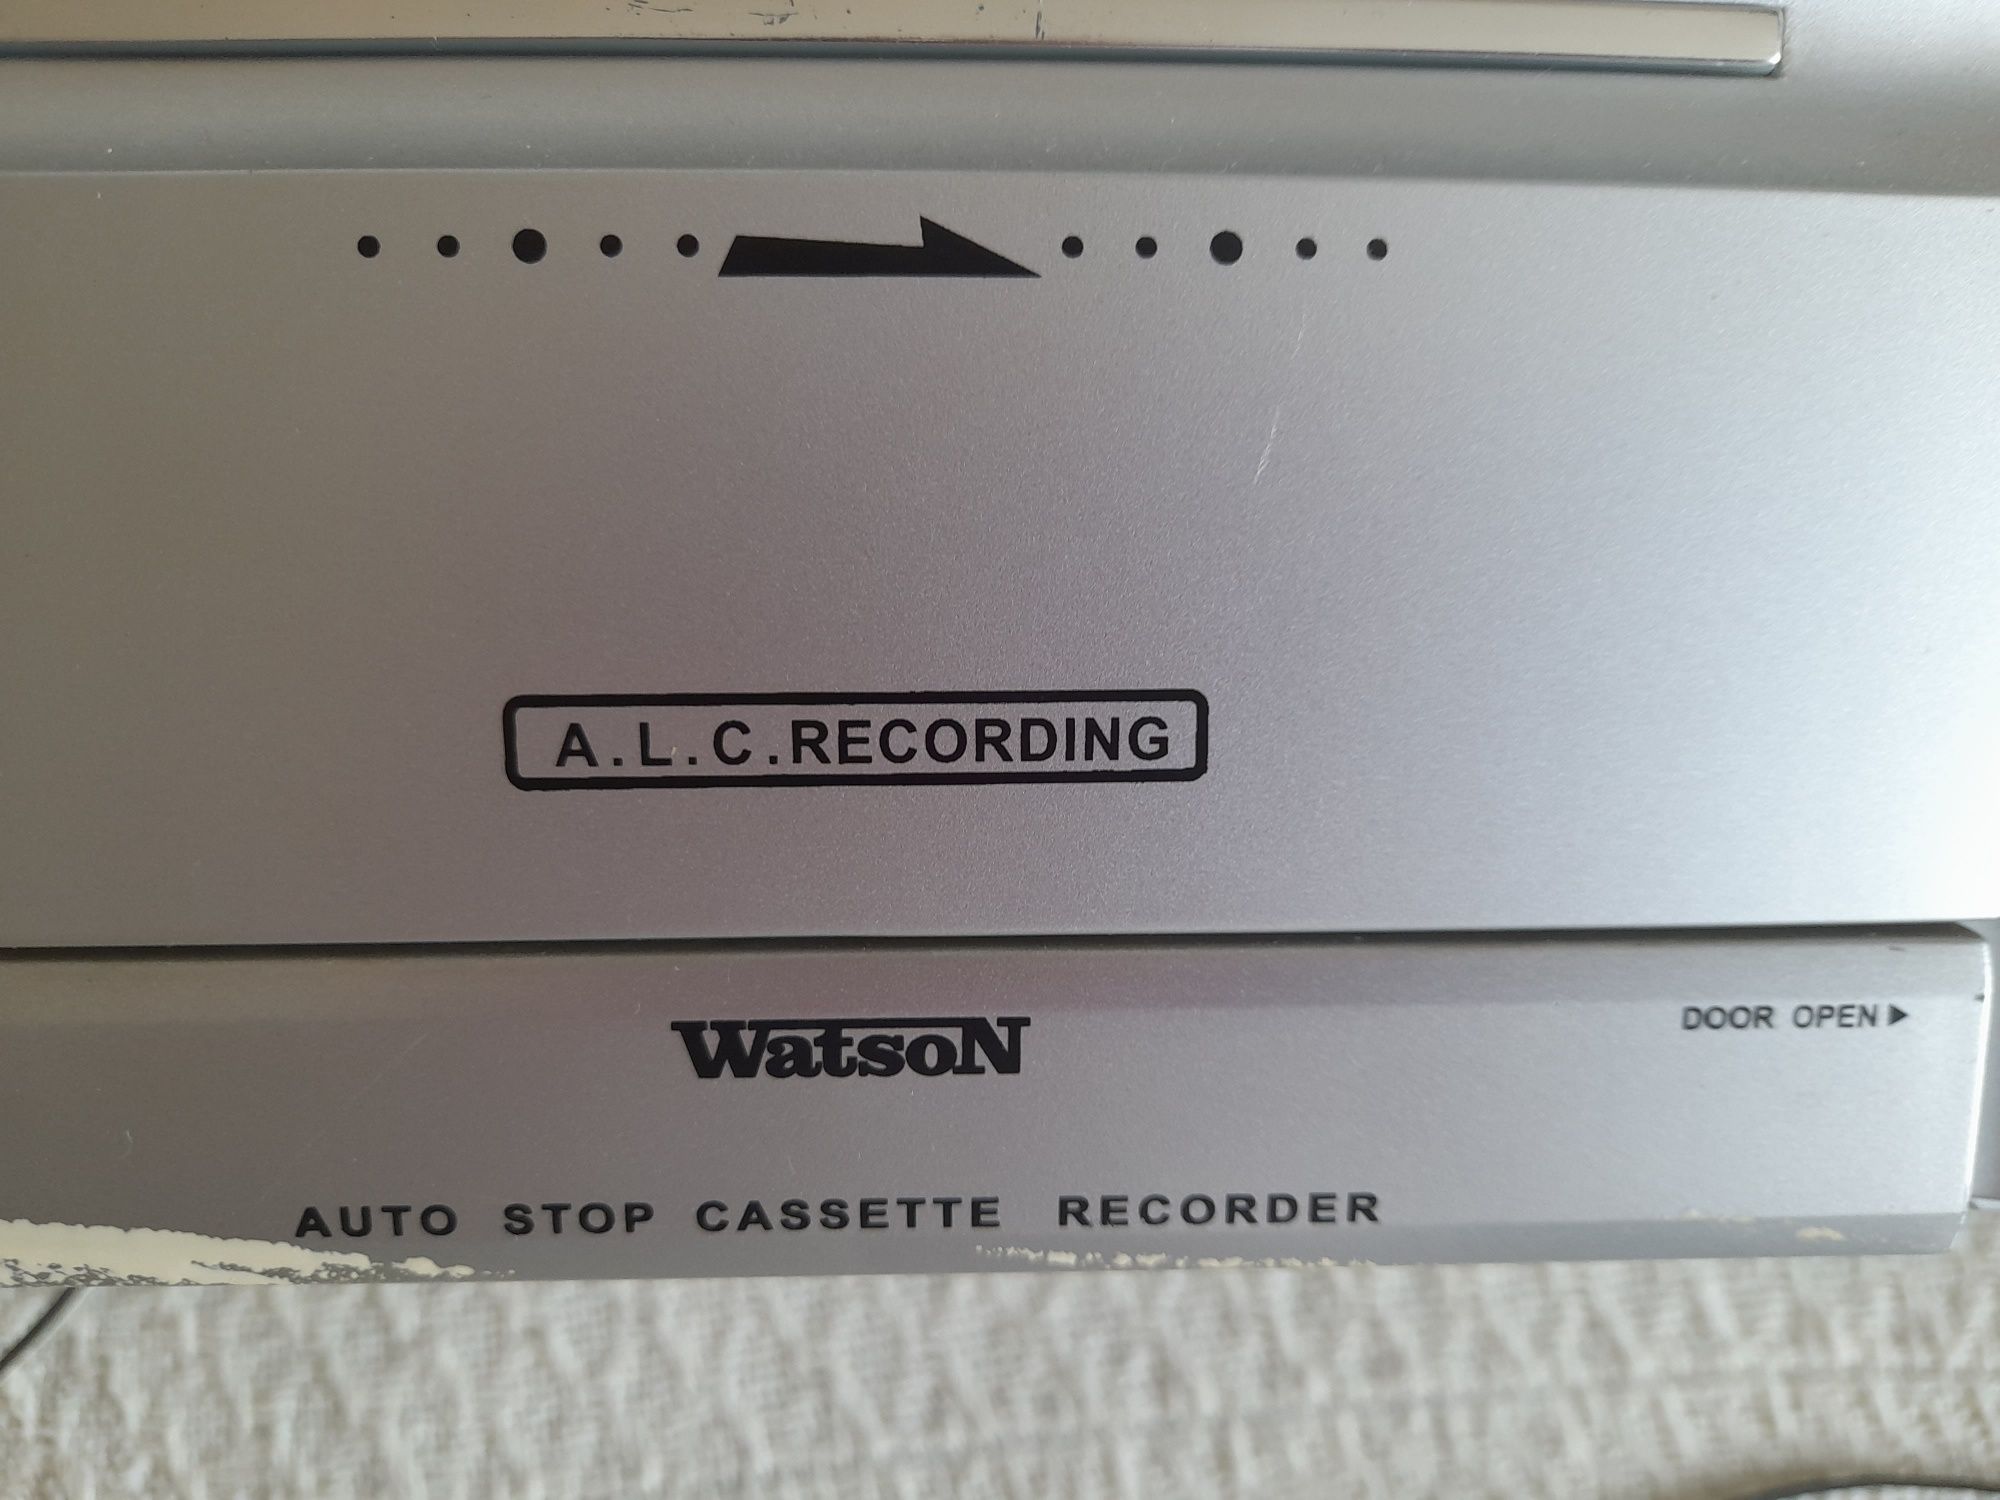 A.L.C.RECORDING
WatsoN
DOOR OPEN▶
AUTO STOP CASSETTE RECORDER